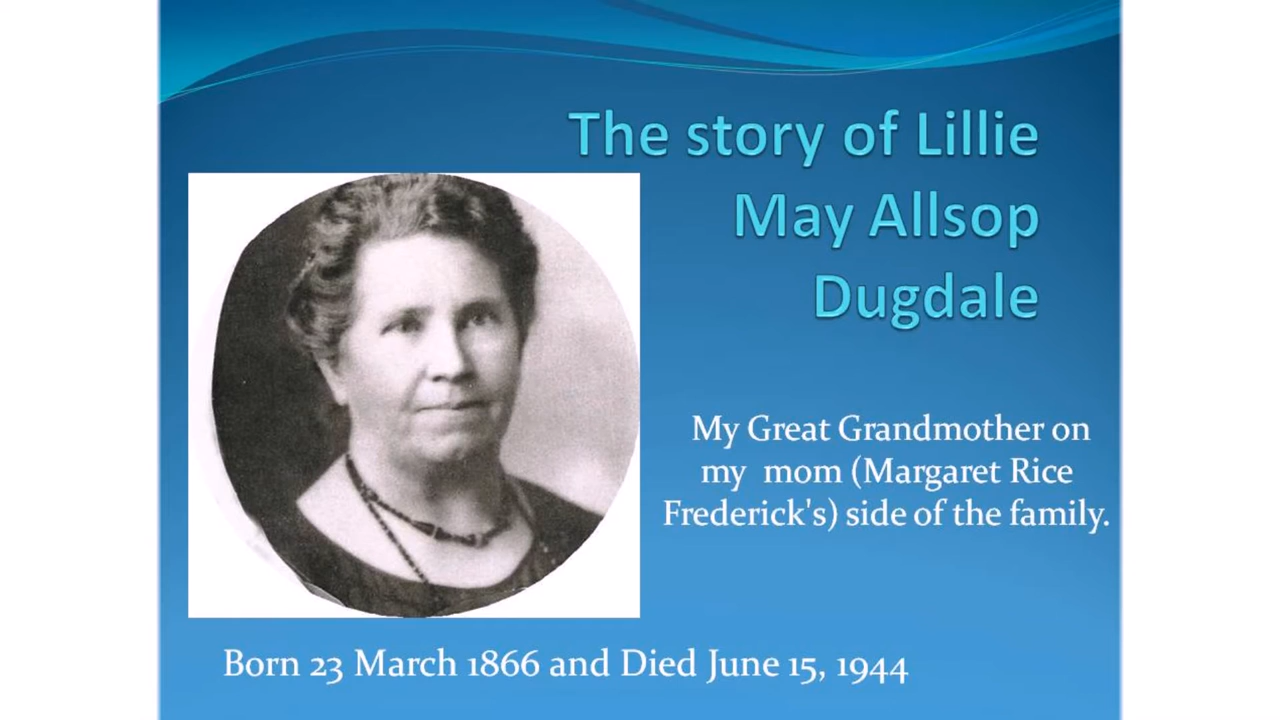 The story of Lillie
May Allsop
Dugdale
My Great Grandmother on
my  mom (Margaret Rice
Frederick's) side of the family.
Born 23 March 1866 and Died June 15, 1944